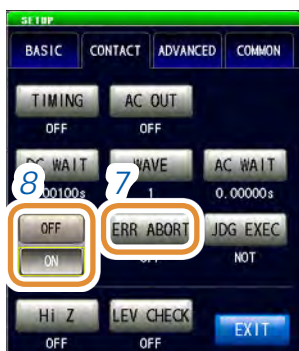 SETUP
BASIC CONTACT ADVANCED COMMON
TIMING AC OUT
OFF OFF
WAIT WAVE AC WAIT
8 7
00100s 1 0.00000s
OFF ERR ABORT JDG EXEC
ON NOT
Hi Z LEV CHECK EXIT
OFF OFF